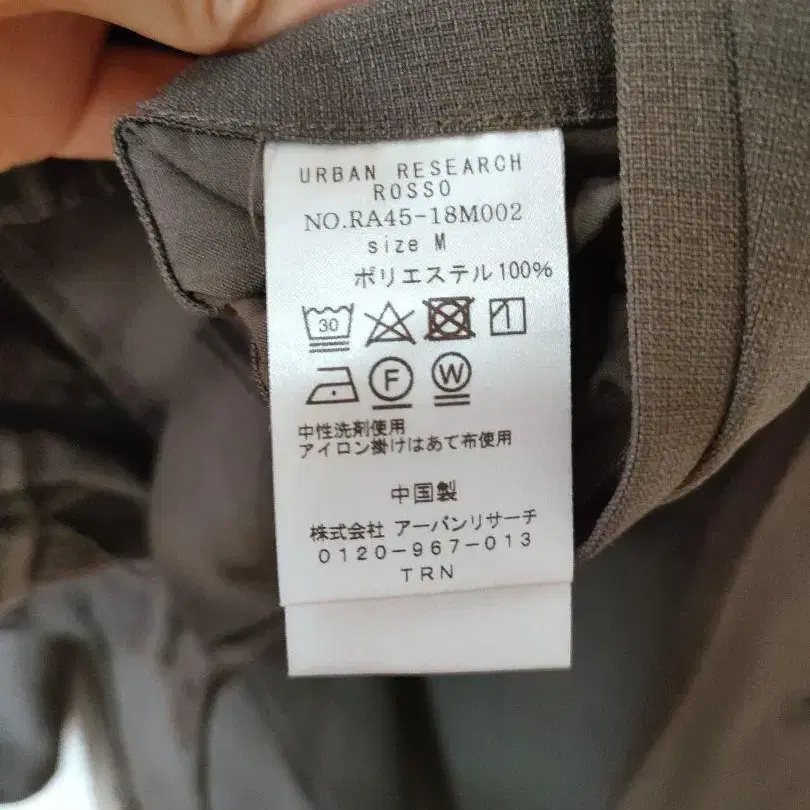 URBAN RESEARCH
ROSSO
NO.RA45-18M002
size M
ポリエステル100%
30
F W
中性洗剤使用
アイロン掛けはあて布使用
中国製
株式会社 アーバンリサーチ
0120-967-013
TRN